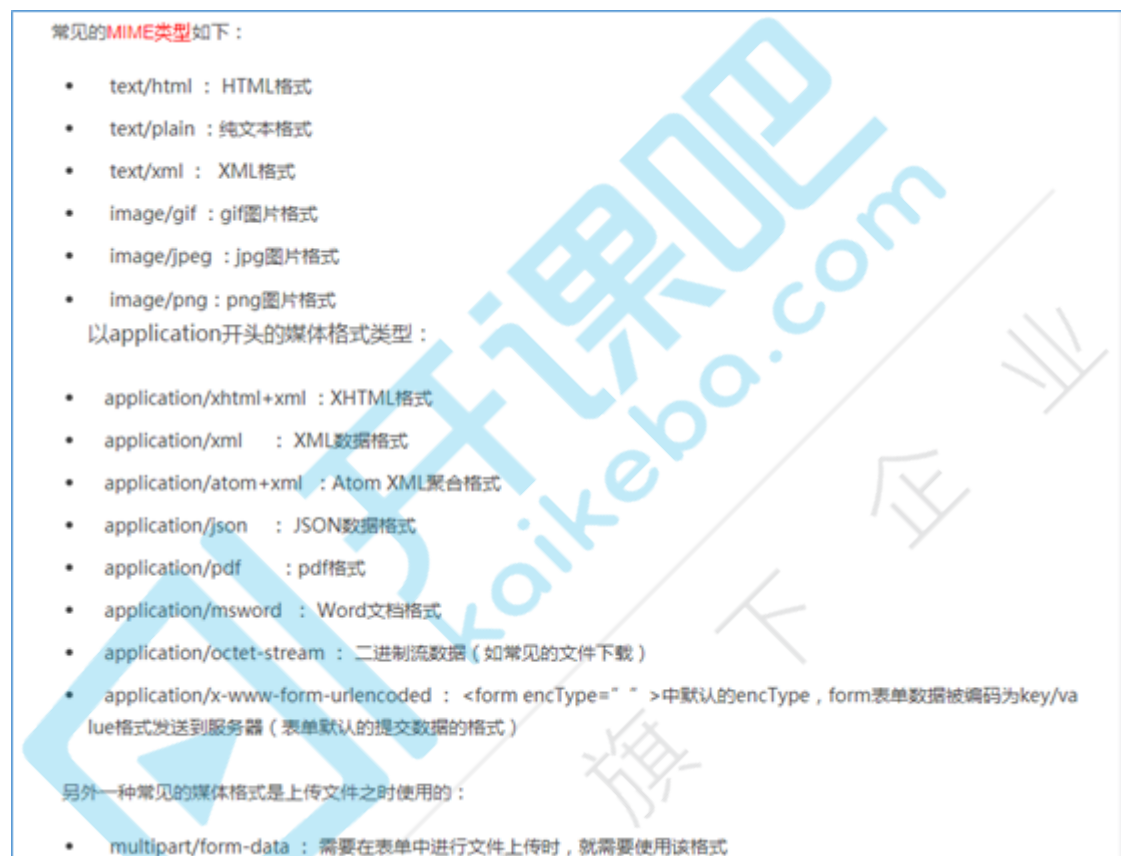 常见的MIME类型如下：
• text/html ： HTML格式
• text/plain ：纯文本格式
• text/xml ： XML格式
• image/gif ：gif图片格式
• image/jpeg ：jpg图片格式
• image/png：png图片格式
以application开头的媒体格式类型：
• application/xhtml+xml ：XHTML格式
• application/xml ： XML数据格式
• application/atom+xml ：Atom XML聚合格式
• application/json ： JSON数据格式
• application/pdf ：pdf格式
• application/msword ： Word文档格式
• application/octet-stream ： 二进制流数据（如常见的文件下载）
• application/x-www-form-urlencoded ： <form encType=″ ″>中默认的encType，form表单数据被编码为key/va
lue格式发送到服务器（表单默认的提交数据的格式）
另外一种常见的媒体格式是上传文件之时使用的：
• multipart/form-data ： 需要在表单中进行文件上传时，就需要使用该格式
开课吧
kaikeba.com
旗下企业